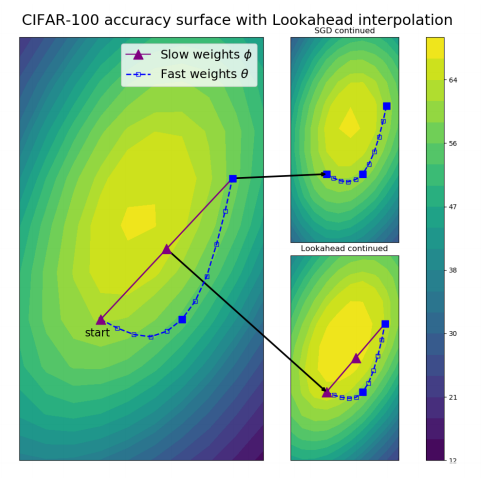 CIFAR-100 accuracy surface with Lookahead interpolation
Slow weights ϕ
Fast weights θ
start
SGD continued
Lookahead continued
64
56
47
38
30
21
12